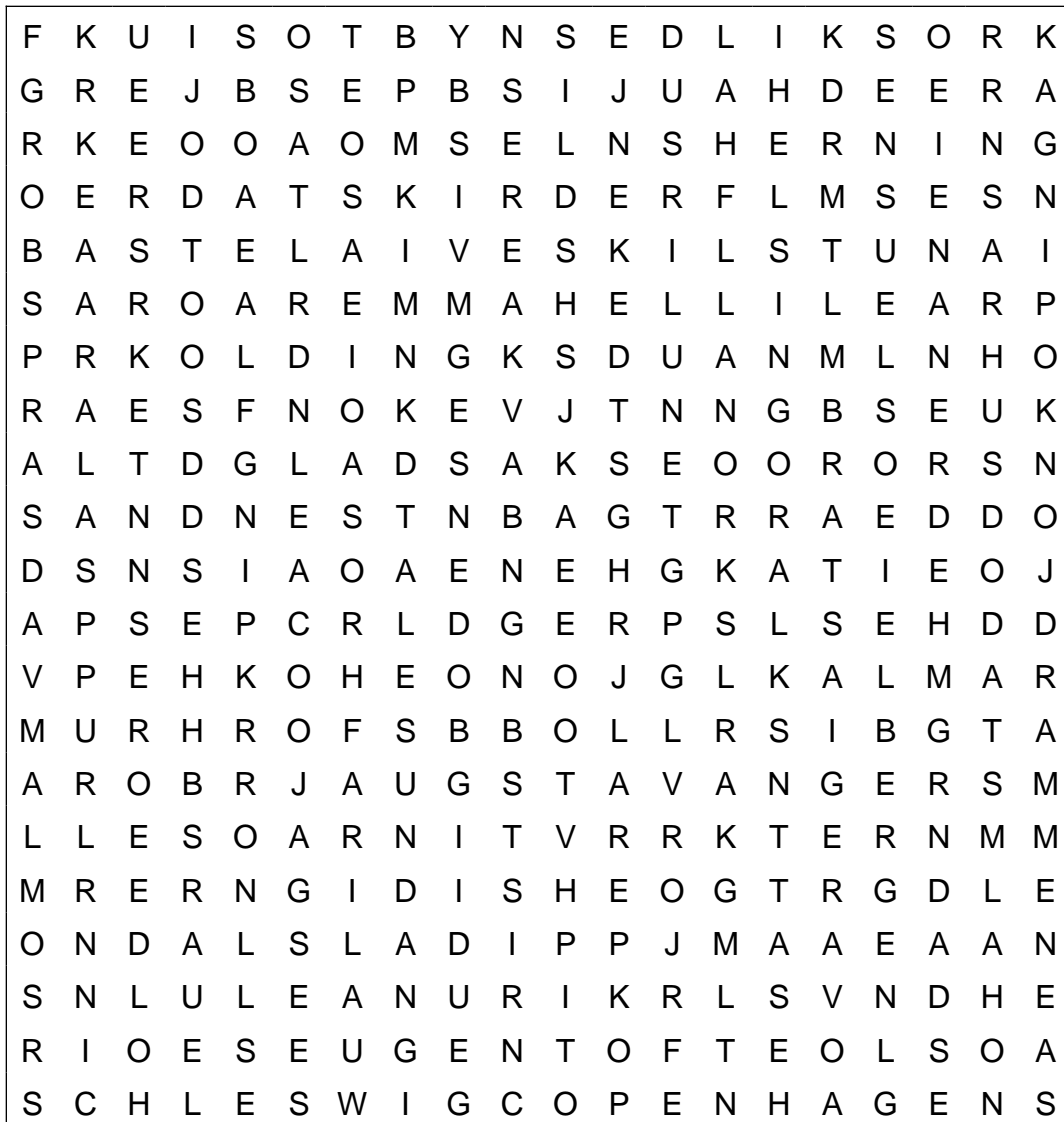 F K U I S O T B Y N S E D L I K S O R K
G R E J B S E P B S I J U A H D E E R A
R K E O O A O M S E L N S H E R N I N G
O E R D A T S K I R D E R F L M S E S N
B A S T E L A I V E S K I L S T U N A I
S A R O A R E M M A H E L L I L E A R P
P R K O L D I N G K S D U A N M L N H O
R A E S F N O K E V J T N N G B S E U K
A L T D G L A D S A K S E O O R O R S N
S A N D N E S T N B A G T R R A E D D O
D S N S I A O A E N E H G K A T I E O J
A P S E P C R L D G E R P S L S E H D D
V P E H K O H E O N O J G L K A L M A R
M U R H R O F S B B O L L R S I B G T A
A R O B R J A U G S T A V A N G E R S M
L L E S O A R N I T V R R K T E R N M M
M R E R N G I D I S H E O G T R G D L E
O N D A L S L A D I P P J M A A E A A N
S N L U L E A N U R I K R L S V N D H E
R I O E S E U G E N T O F T E O L S O A
S C H L E S W I G C O P E N H A G E N S